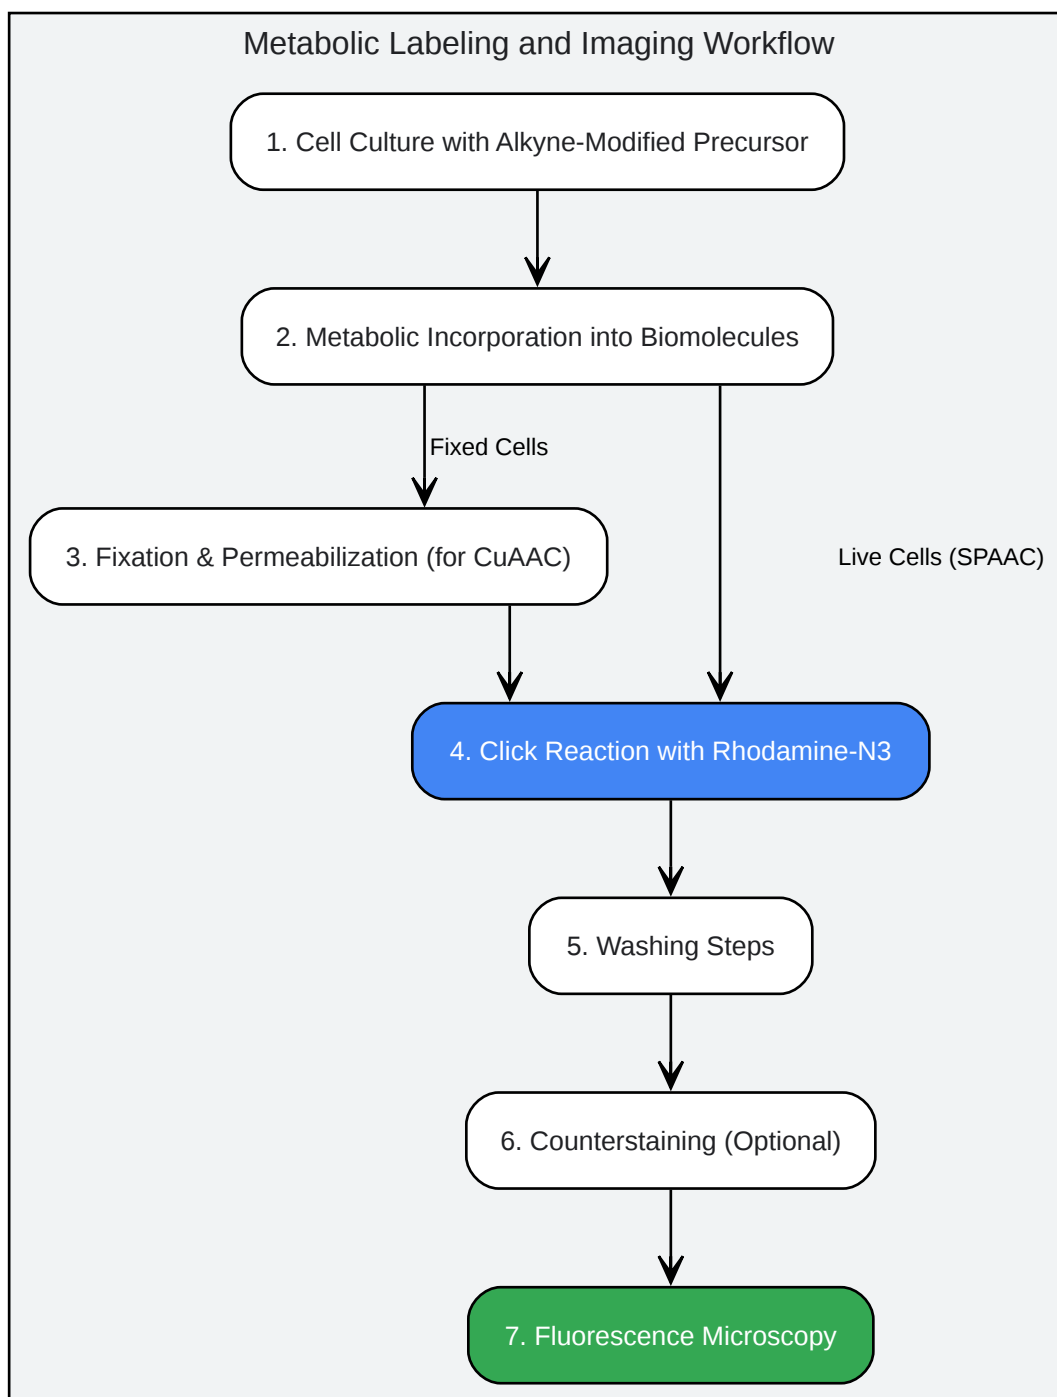 Metabolic Labeling and Imaging Workflow
1. Cell Culture with Alkyne-Modified Precursor
2. Metabolic Incorporation into Biomolecules
Fixed Cells
3. Fixation & Permeabilization (for CuAAC)
Live Cells (SPAAC)
4. Click Reaction with Rhodamine-N3
5. Washing Steps
6. Counterstaining (Optional)
7. Fluorescence Microscopy